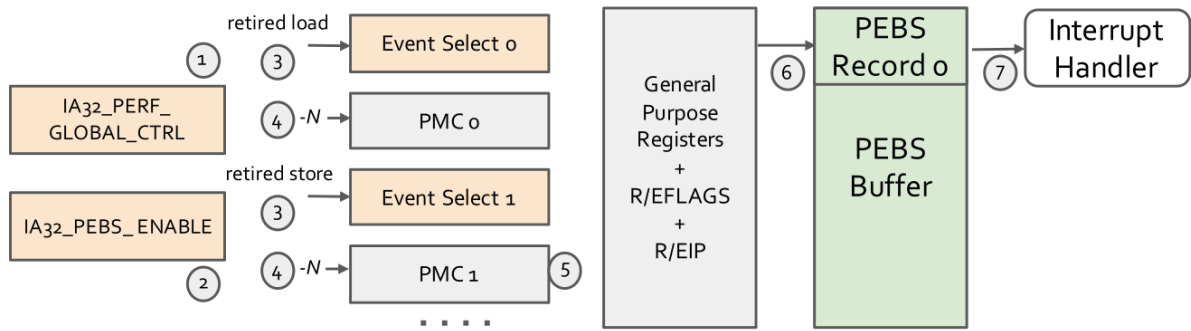 retired load
1
3
Event Select 0
IA32_PERF_
GLOBAL_CTRL
4
-N
PMC 0
retired store
3
Event Select 1
IA32_PEBS_ENABLE
2
4
-N
PMC 1
5
. . . .
General
Purpose
Registers
+
R/EFLAGS
+
R/EIP
6
PEBS
Record 0
PEBS
Buffer
7
Interrupt
Handler